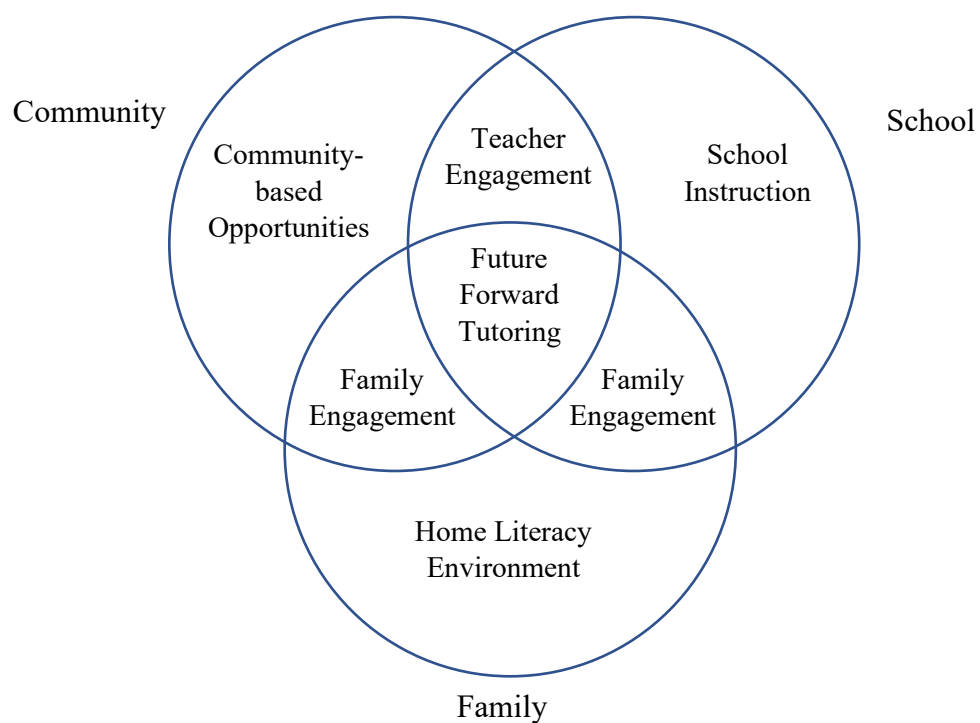 Community
School
Community-
based
Opportunities
Teacher
Engagement
School
Instruction
Future
Forward
Tutoring
Family
Engagement
Family
Engagement
Home Literacy
Environment
Family